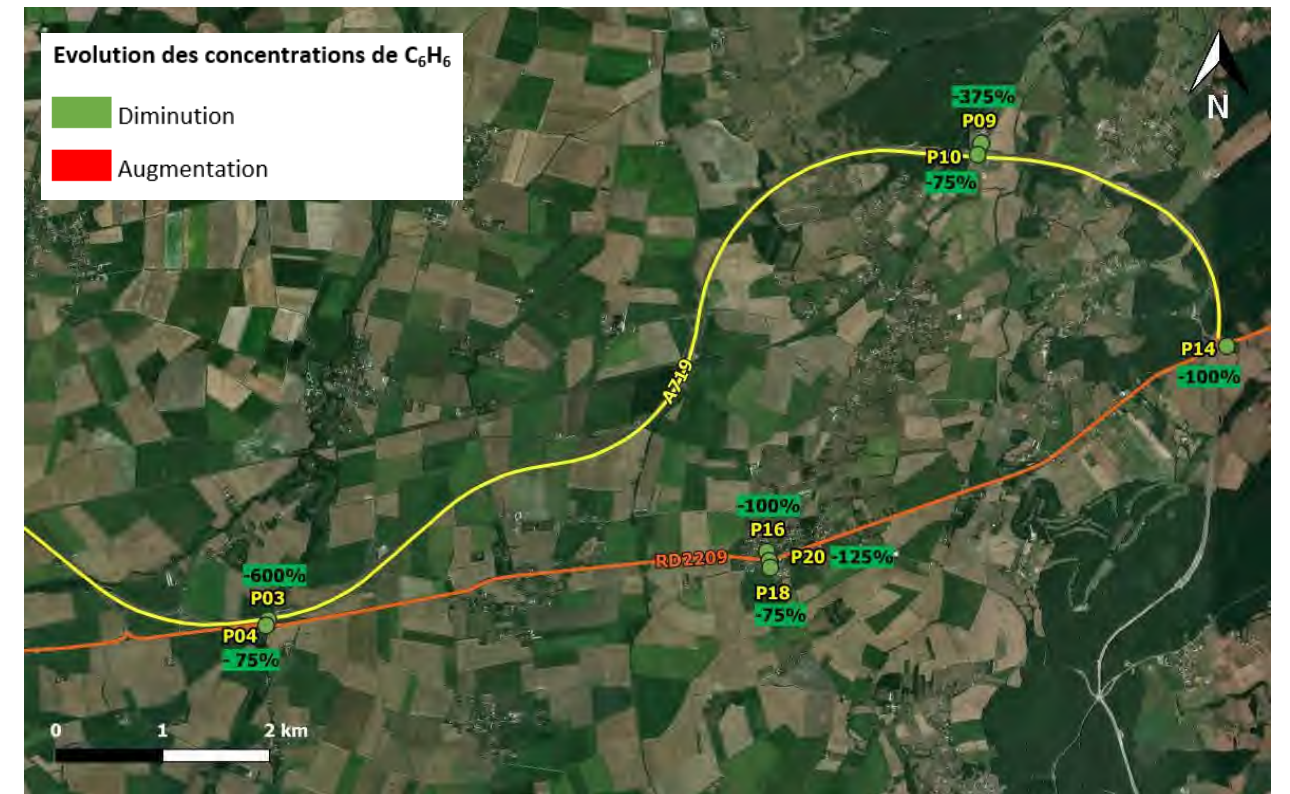 Evolution des concentrations de C₆H₆
Diminution
Augmentation
N
-375%
P09
P10
-75%
A719
P14
-100%
-100%
P16
RD2209
P20 -125%
P18
-75%
-600%
P03
P04
- 75%
0 1 2 km